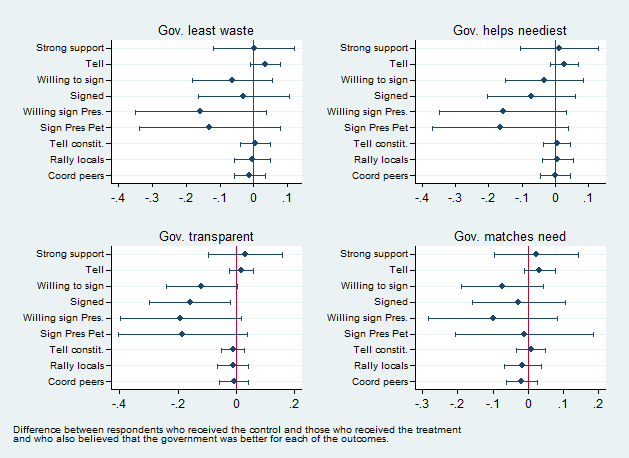 Gov. least waste
Strong support
Tell
Willing to sign
Signed
Willing sign Pres.
Sign Pres Pet
Tell constit.
Rally locals
Coord peers
-.4 -.3 -.2 -.1 0 .1
Gov. helps neediest
Strong support
Tell
Willing to sign
Signed
Willing sign Pres.
Sign Pres Pet
Tell constit.
Rally locals
Coord peers
-.4 -.3 -.2 -.1 0 .1
Gov. transparent
Strong support
Tell
Willing to sign
Signed
Willing sign Pres.
Sign Pres Pet
Tell constit.
Rally locals
Coord peers
-.4 -.2 0 .2
Gov. matches need
Strong support
Tell
Willing to sign
Signed
Willing sign Pres.
Sign Pres Pet
Tell constit.
Rally locals
Coord peers
-.3 -.2 -.1 0 .1 .2
Difference between respondents who received the control and those who received the treatment
and who also believed that the government was better for each of the outcomes.